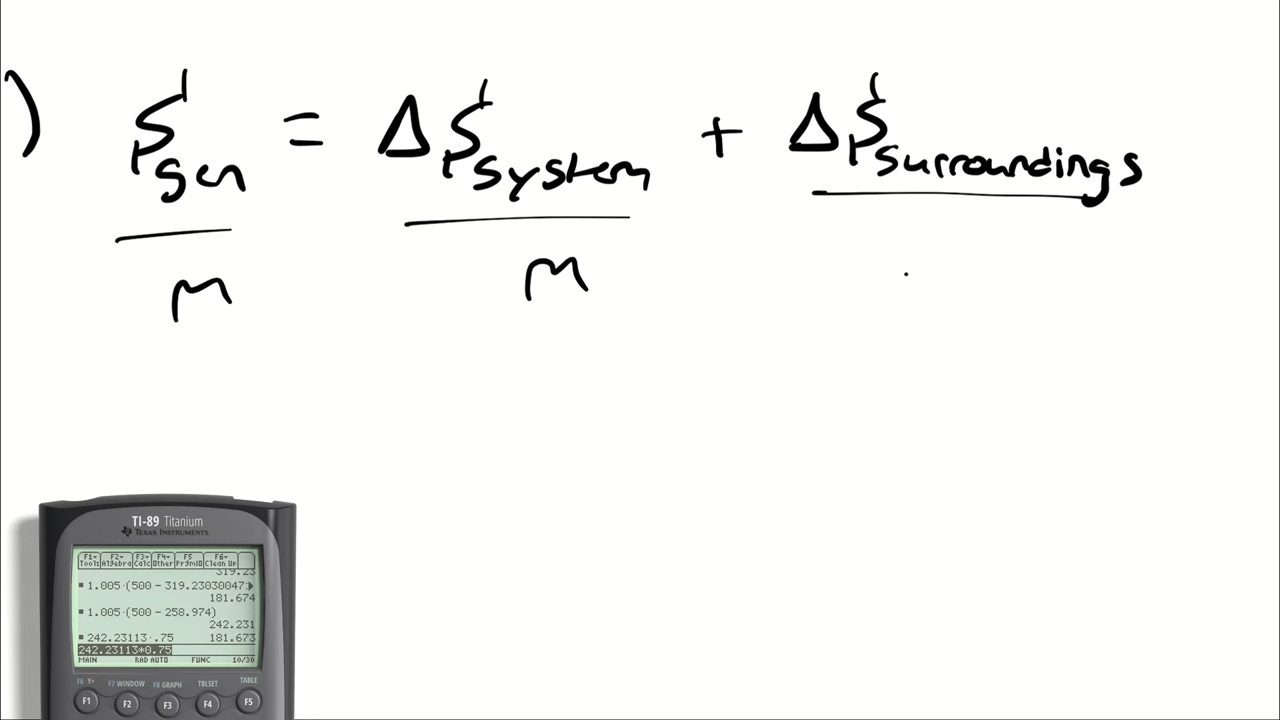 ) S gen = ΔS system + ΔS surroundings
m m
TI-89 Titanium
TEXAS INSTRUMENTS
F1 F2 F3 F4 F5 F6
Tools Algebra Calc Other PrgmIO Clean Up
319.23
1.005·(500-319.23030047
181.674
1.005·(500-258.974)
242.231
242.23113·.75 181.673
242.23113*0.75
MAIN RAD AUTO FUNC 10/30
F6 Y= F7 WINDOW F8 GRAPH TBLSET TABLE
F1 F2 F3 F4 F5